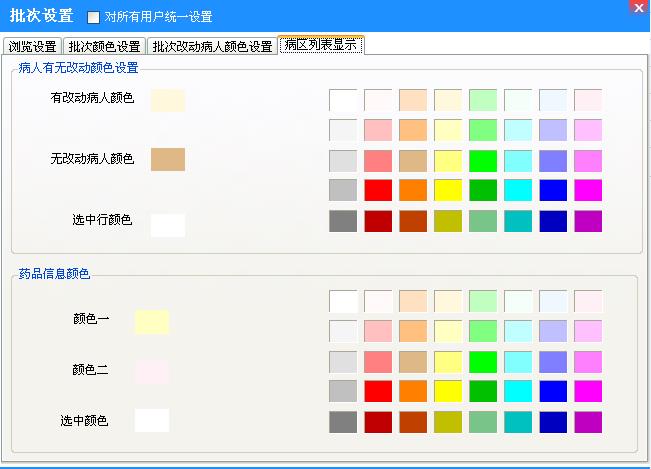 批次设置 对所有用户统一设置
浏览设置 批次颜色设置 批次改动病人颜色设置 病区列表显示
病人有无改动颜色设置
有改动病人颜色
无改动病人颜色
选中行颜色
药品信息颜色
颜色一
颜色二
选中颜色